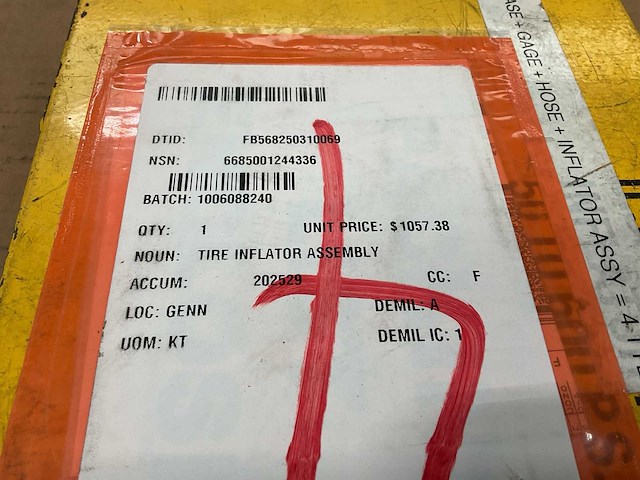 DTID: FB568250310069
NSN: 6685001244336
BATCH: 1006088240
QTY: 1 UNIT PRICE: $1057.38
NOUN: TIRE INFLATOR ASSEMBLY
ACCUM: 202529 CC: F
LOC: GENN DEMIL: A
UOM: KT DEMIL IC: 1
+ GAGE + HOSE + INFLATOR ASSY = 4